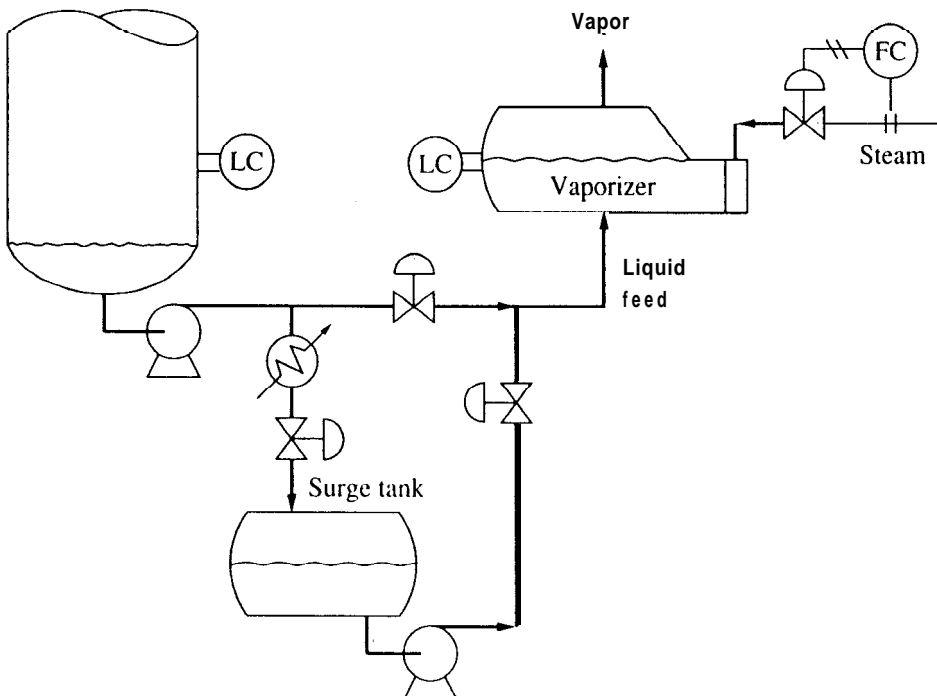 Vapor
FC
LC
LC
Steam
Vaporizer
Liquid
feed
Surge tank